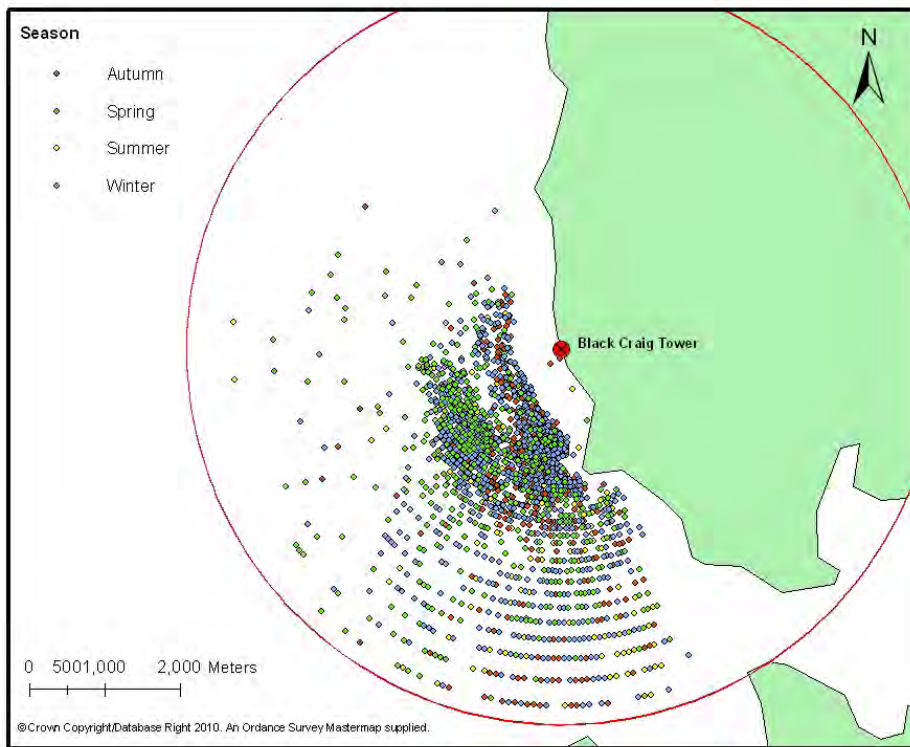 Season
Autumn
Spring
Summer
Winter
N
Black Craig Tower
0 5001,000 2,000 Meters
©Crown Copyright/Database Right 2010. An Ordance Survey Mastermap supplied.